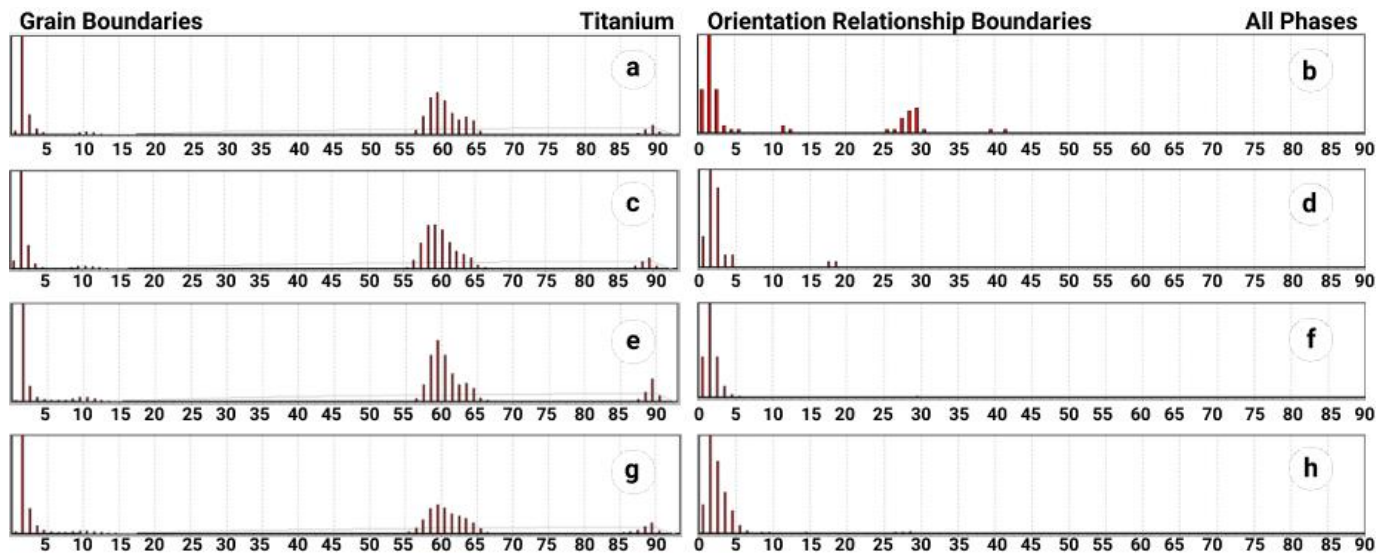 Grain Boundaries Titanium Orientation Relationship Boundaries All Phases
a b
5 10 15 20 25 30 35 40 45 50 55 60 65 70 75 80 85 90 0 5 10 15 20 25 30 35 40 45 50 55 60 65 70 75 80 85 90
c d
5 10 15 20 25 30 35 40 45 50 55 60 65 70 75 80 85 90 0 5 10 15 20 25 30 35 40 45 50 55 60 65 70 75 80 85 90
e f
5 10 15 20 25 30 35 40 45 50 55 60 65 70 75 80 85 90 0 5 10 15 20 25 30 35 40 45 50 55 60 65 70 75 80 85 90
g h
5 10 15 20 25 30 35 40 45 50 55 60 65 70 75 80 85 90 0 5 10 15 20 25 30 35 40 45 50 55 60 65 70 75 80 85 90